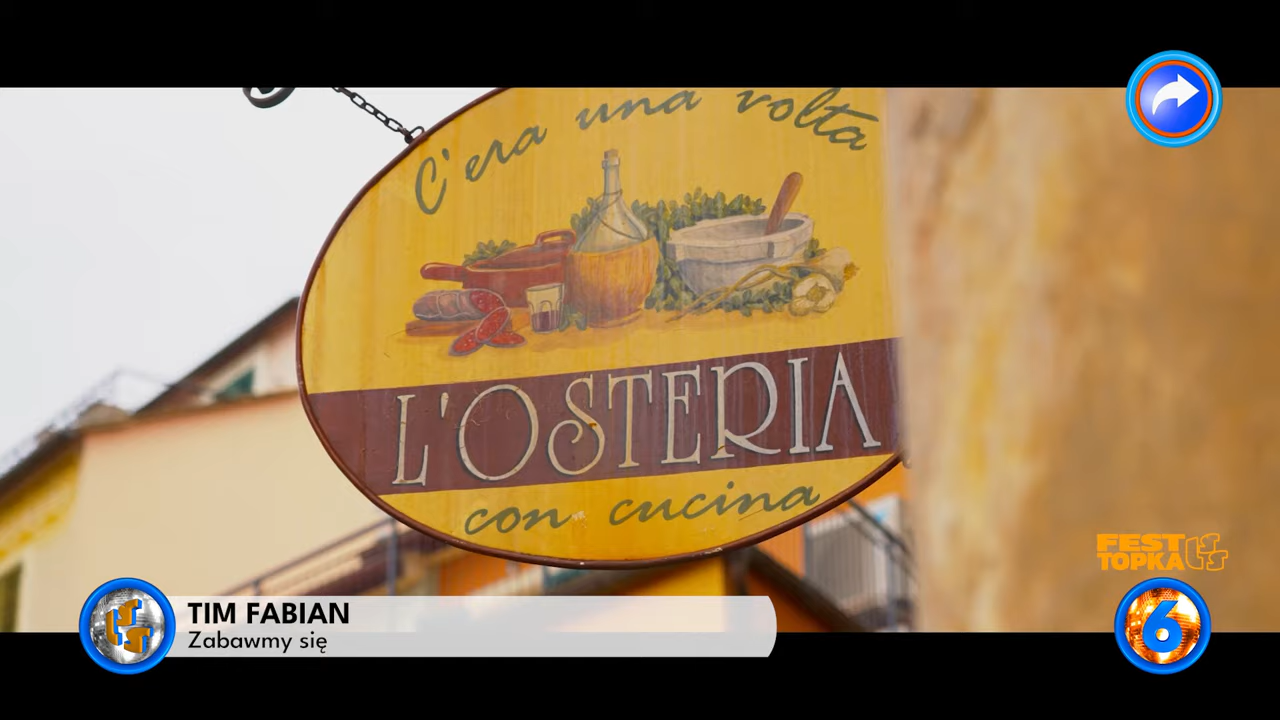 C'era una volta
L'OSTERIA
con cucina
FEST
TOPKA
TIM FABIAN
Zabawmy się
6